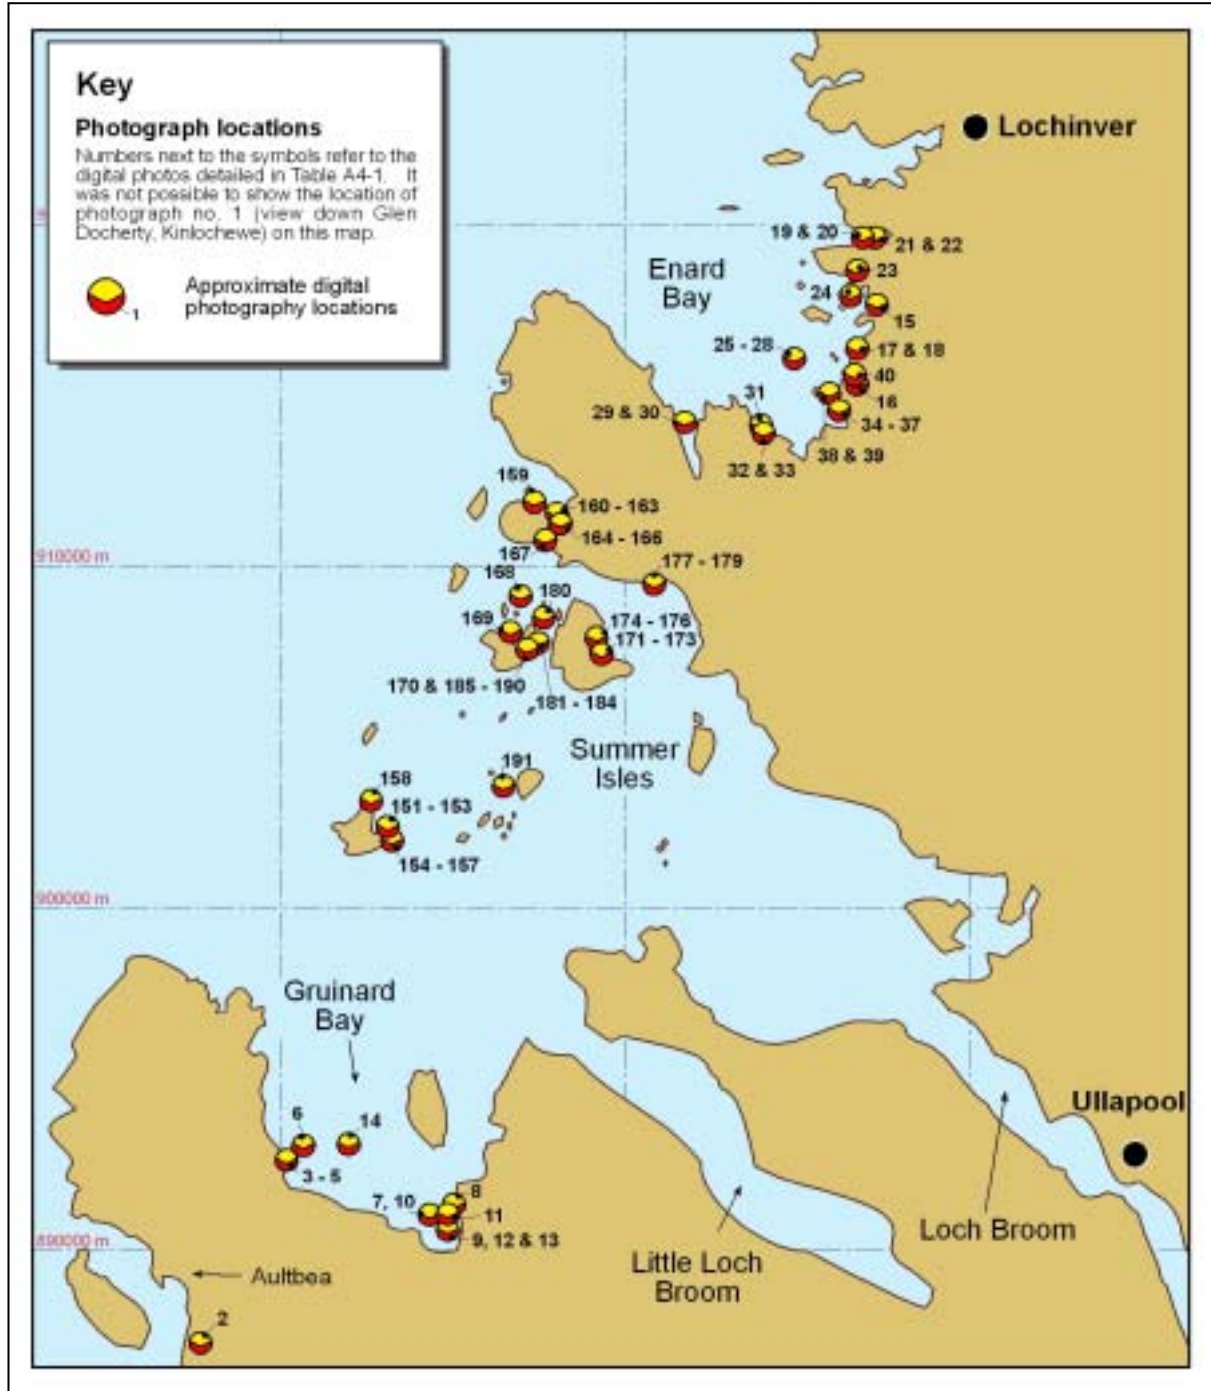 Key
Photograph locations
Numbers next to the symbols refer to the
digital photos detailed in Table A4-1. It
was not possible to show the location of
photograph no. 1 (view down Glen
Docherty, Kinlochewe) on this map.
1
Approximate digital
photography locations
Lochinver
19 & 20
21 & 22
Enard
Bay
23
24
15
25 - 28
17 & 18
40
16
31
29 & 30
34 - 37
38 & 39
32 & 33
159
160 - 163
164 - 166
167
910000 m
177 - 179
168
180
169
174 - 176
171 - 173
170 & 185 - 190
181 - 184
Summer
Isles
191
158
151 - 153
154 - 157
900000 m
Gruinard
Bay
6
14
3 - 5
Ullapool
8
7, 10
11
9, 12 & 13
Loch Broom
890000 m
Little Loch
Broom
Aultbea
2